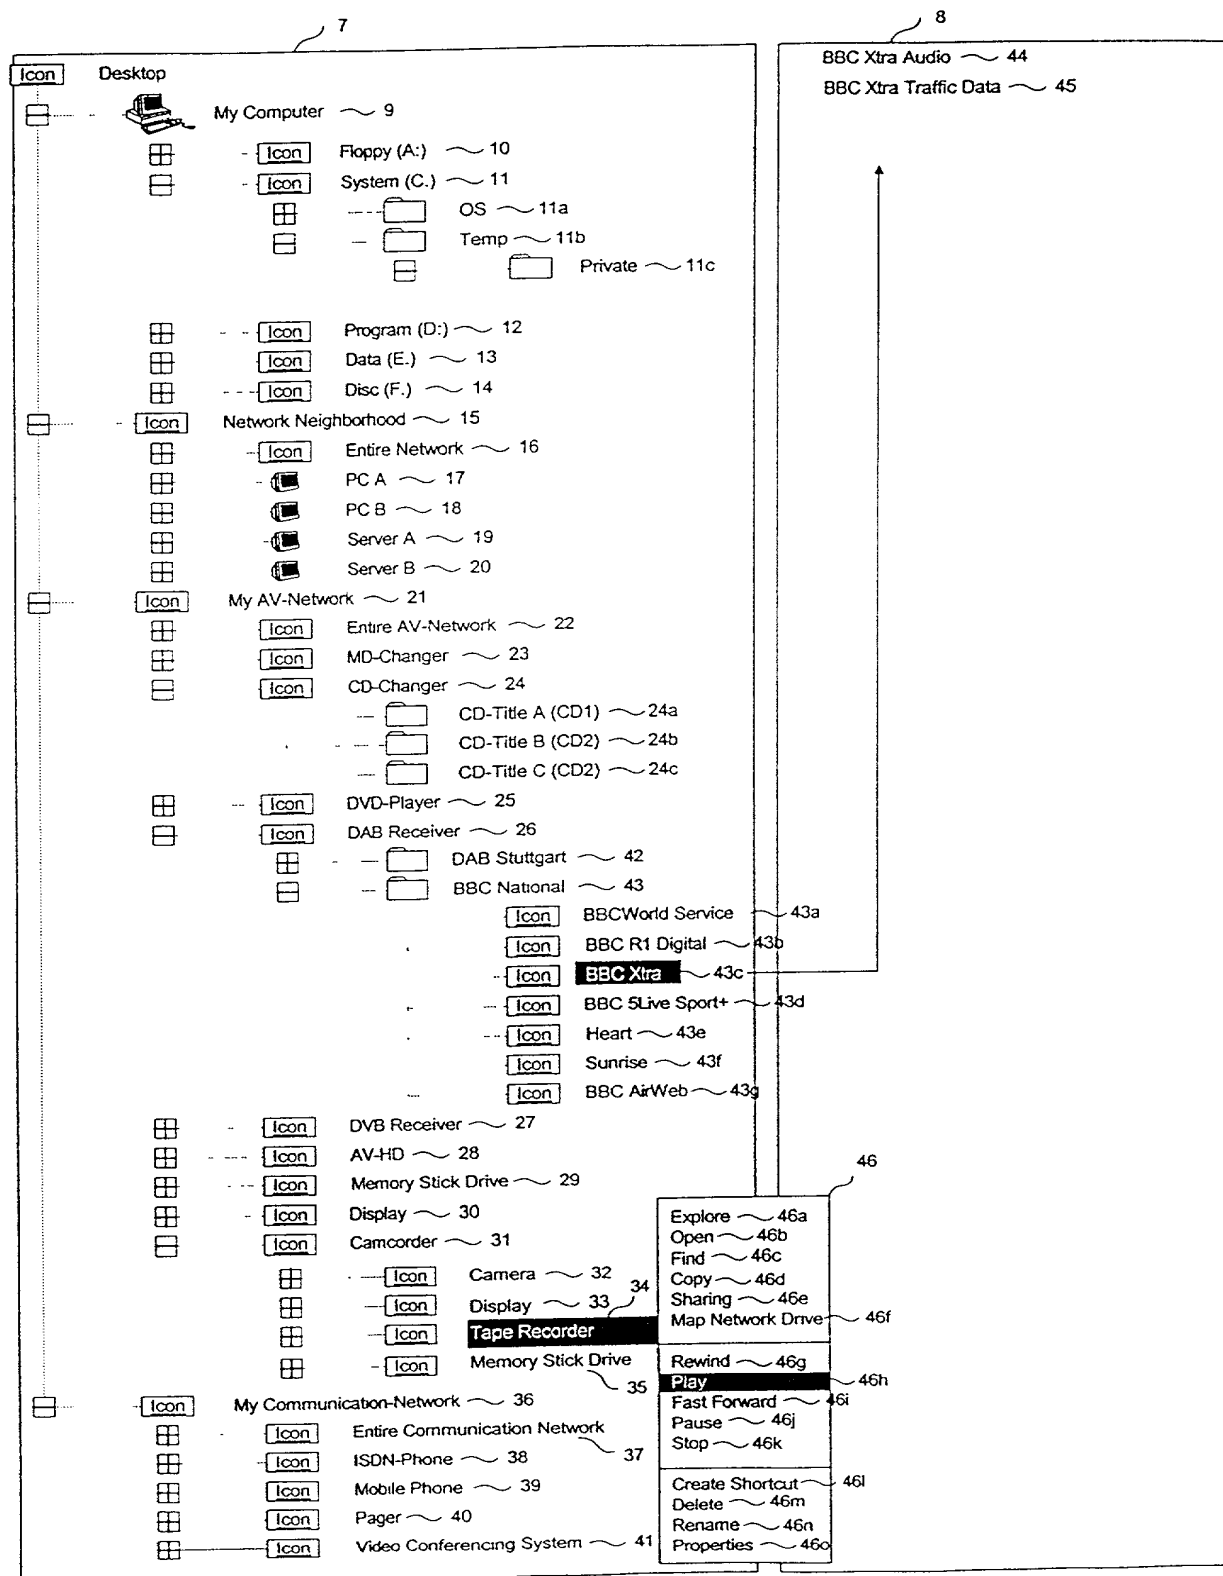 7
8
Icon Desktop
BBC Xtra Audio 44
BBC Xtra Traffic Data 45
My Computer 9
Icon Floppy (A:) 10
Icon System (C.) 11
OS 11a
Temp 11b
Private 11c
Icon Program (D:) 12
Icon Data (E.) 13
Icon Disc (F.) 14
Icon Network Neighborhood 15
Icon Entire Network 16
PC A 17
PC B 18
Server A 19
Server B 20
Icon My AV-Network 21
Icon Entire AV-Network 22
Icon MD-Changer 23
Icon CD-Changer 24
CD-Title A (CD1) 24a
CD-Title B (CD2) 24b
CD-Title C (CD2) 24c
Icon DVD-Player 25
Icon DAB Receiver 26
DAB Stuttgart 42
BBC National 43
Icon BBCWorld Service 43a
Icon BBC R1 Digital 43b
Icon BBC Xtra 43c
Icon BBC 5Live Sport+ 43d
Icon Heart 43e
Icon Sunrise 43f
Icon BBC AirWeb 43g
Icon DVB Receiver 27
Icon AV-HD 28
Icon Memory Stick Drive 29
Icon Display 30
Icon Camcorder 31
Icon Camera 32
Icon Display 33
34
Icon Tape Recorder
Icon Memory Stick Drive
35
Icon My Communication-Network 36
Icon Entire Communication Network
37
Icon ISDN-Phone 38
Icon Mobile Phone 39
Icon Pager 40
Icon Video Conferencing System 41
46
Explore 46a
Open 46b
Find 46c
Copy 46d
Sharing 46e
Map Network Drive 46f
Rewind 46g
Play 46h
Fast Forward 46i
Pause 46j
Stop 46k
Create Shortcut 46l
Delete 46m
Rename 46n
Properties 46o